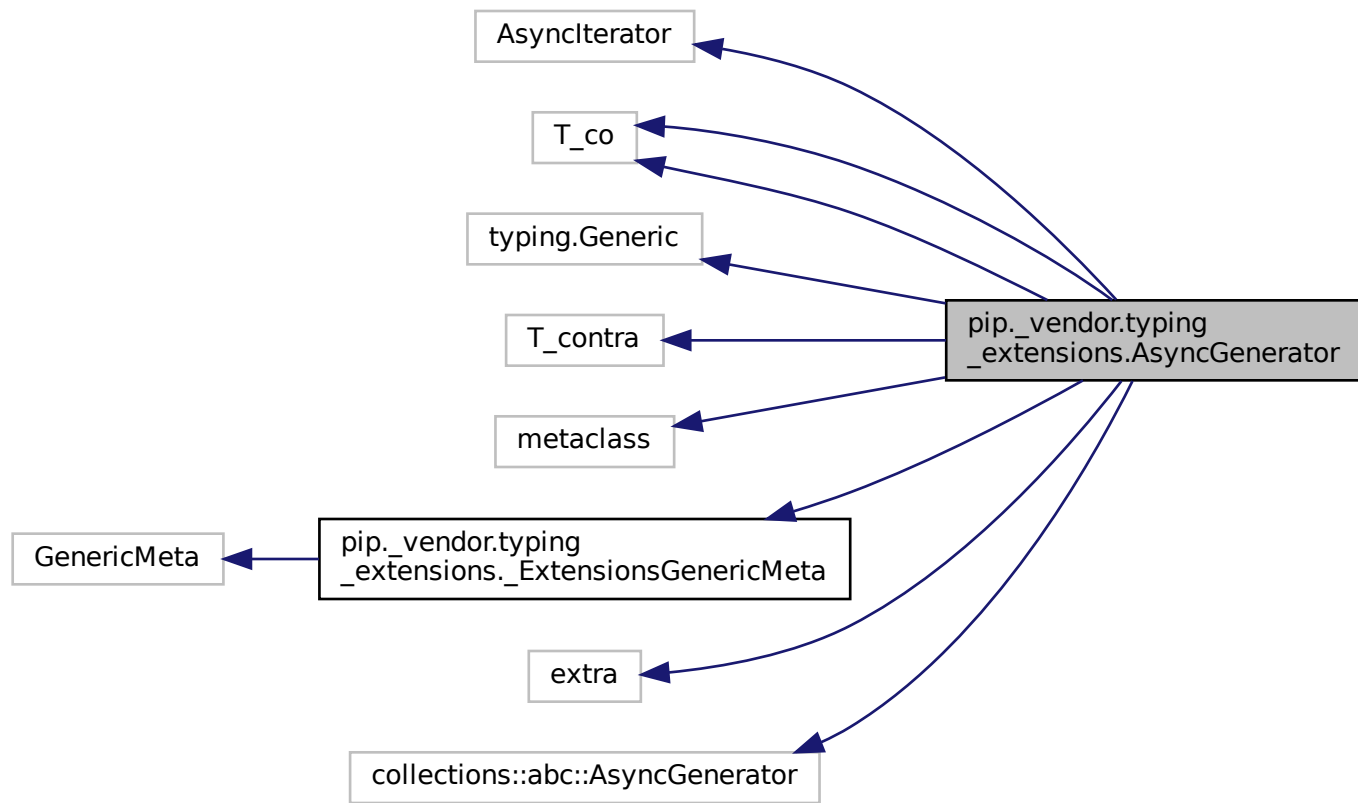 AsyncIterator
T_co
typing.Generic
T_contra
metaclass
GenericMeta
pip._vendor.typing
_extensions._ExtensionsGenericMeta
extra
collections::abc::AsyncGenerator
pip._vendor.typing
_extensions.AsyncGenerator